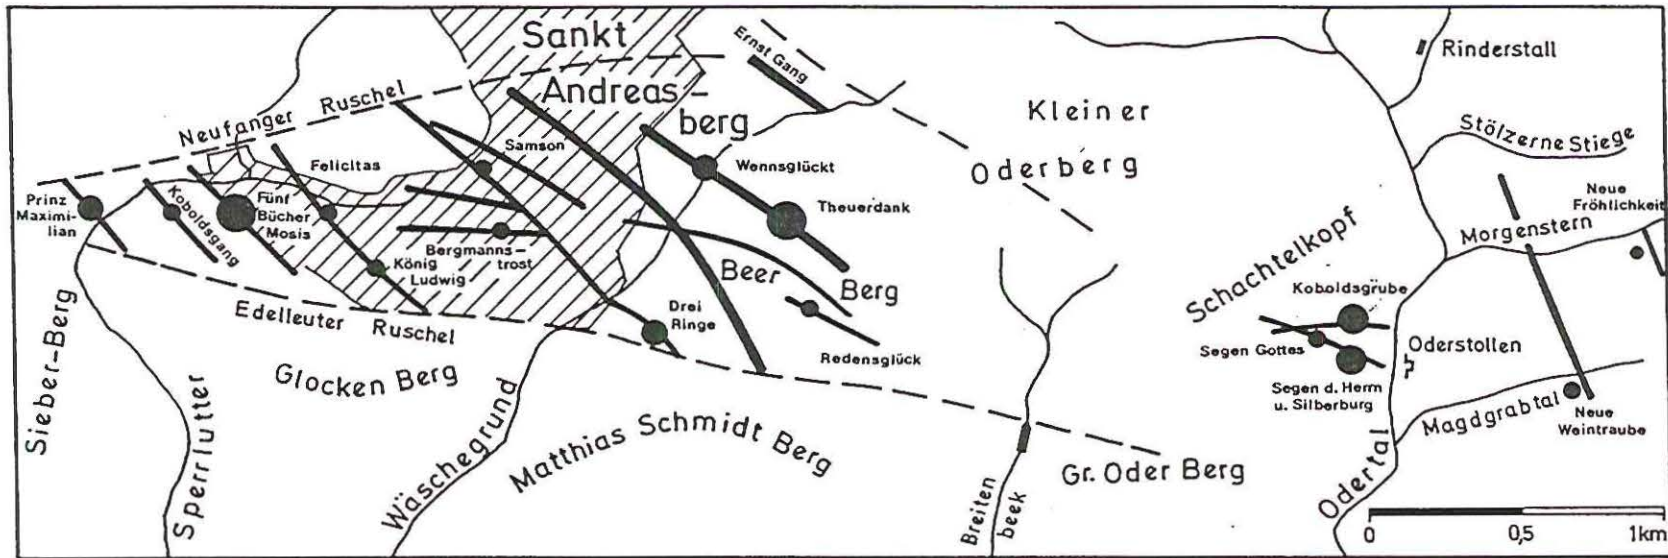 Sankt
Andreas-
berg
Ernst Gang
Rinderstall
Neufanger Ruschel
Kleiner
Oderberg
Stölzerne Stiege
Samson
Felicitas
Wennsglückt
Theuerdank
Prinz
Maximi-
lian
Koboldsgang
Fünf
Bücher
Mosis
Neue
Fröhlichkeit
Morgenstern
Bergmanns-
trost
König
Ludwig
Beer Berg
Schachtelkopf
Koboldsgrube
Edelleuter Ruschel
Drei
Ringe
Redensglück
Segen Gottes
Oderstollen
Segen d. Herrn
u. Silberburg
Sieber-Berg
Glocken Berg
Sperrlutter
Wäschegrund
Matthias Schmidt Berg
Breiten
beek
Gr. Oder Berg
Odertal
Magdgrabtal
Neue
Weintraube
0 0,5 1km